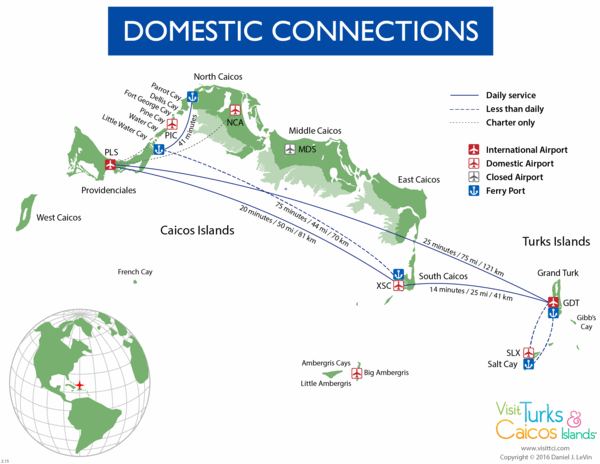 DOMESTIC CONNECTIONS
North Caicos
Parrot Cay
Dellis Cay
Fort George Cay
Pine Cay
Water Cay
Little Water Cay
PIC
NCA
41 minutes
Middle Caicos
MDS
PLS
Providenciales
East Caicos
West Caicos
Caicos Islands
75 minutes / 44 mi / 70 km
20 minutes / 50 mi / 81 km
25 minutes / 75 mi / 121 km
Daily service
Less than daily
Charter only
International Airport
Domestic Airport
Closed Airport
Ferry Port
Turks Islands
French Cay
XSC
South Caicos
14 minutes / 25 mi / 41 km
Grand Turk
GDT
Gibb's
Cay
SLX
Salt Cay
Ambergris Cays
Big Ambergris
Little Ambergris
Visit Turks &
Caicos Islands
www.visittci.com
Copyright © 2016 Daniel J. LeVin
2.11